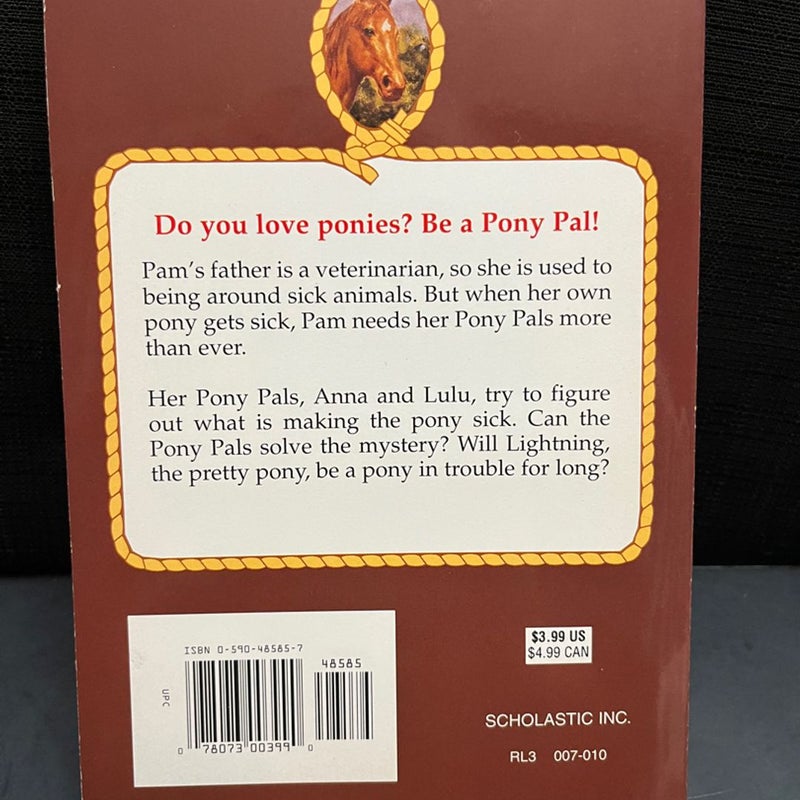 Do you love ponies? Be a Pony Pal!
Pam's father is a veterinarian, so she is used to
being around sick animals. But when her own
pony gets sick, Pam needs her Pony Pals more
than ever.
Her Pony Pals, Anna and Lulu, try to figure
out what is making the pony sick. Can the
Pony Pals solve the mystery? Will Lightning,
the pretty pony, be a pony in trouble for long?
ISBN 0-590-48585-7
48585
UPC
0 78073 00399 0
$3.99 US
$4.99 CAN
SCHOLASTIC INC.
RL3 007-010